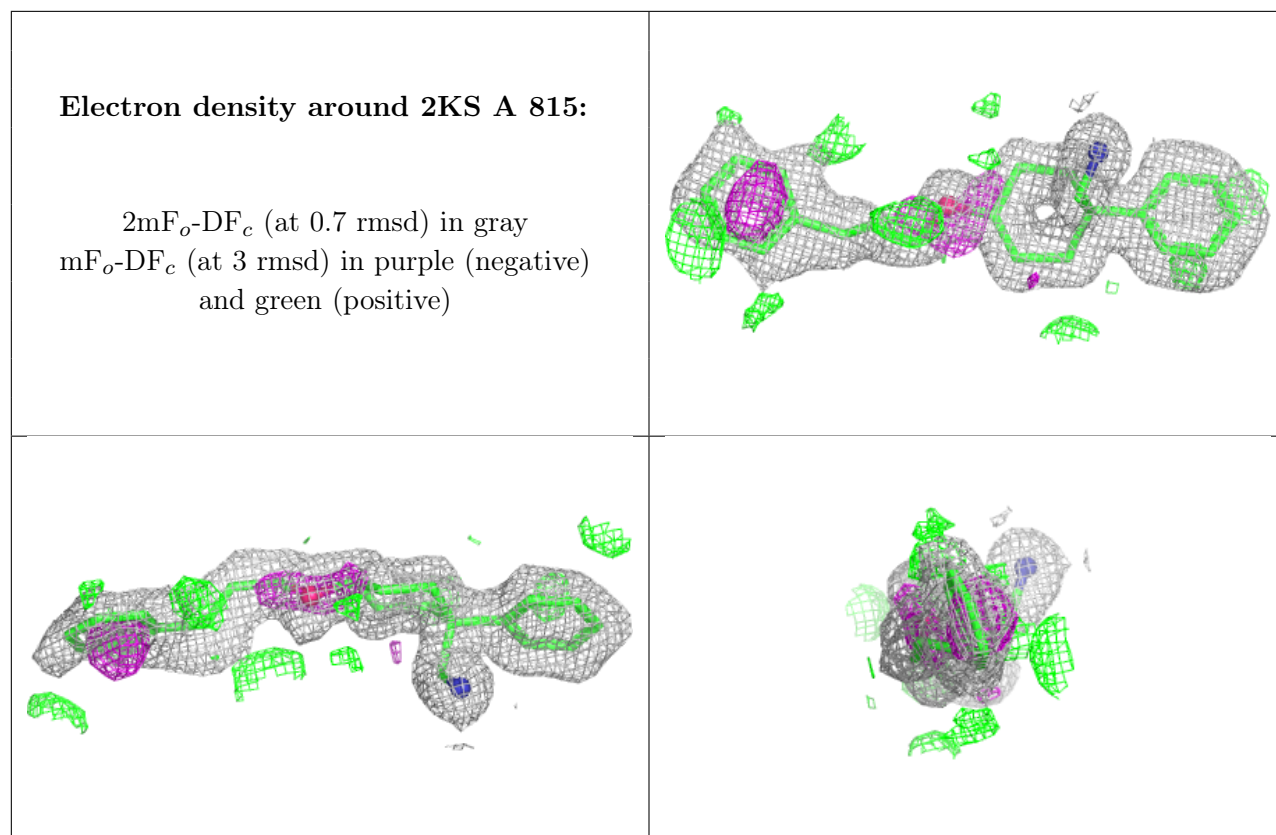 Electron density around 2KS A 815:
2mFo-DFc (at 0.7 rmsd) in gray
mFo-DFc (at 3 rmsd) in purple (negative)
and green (positive)